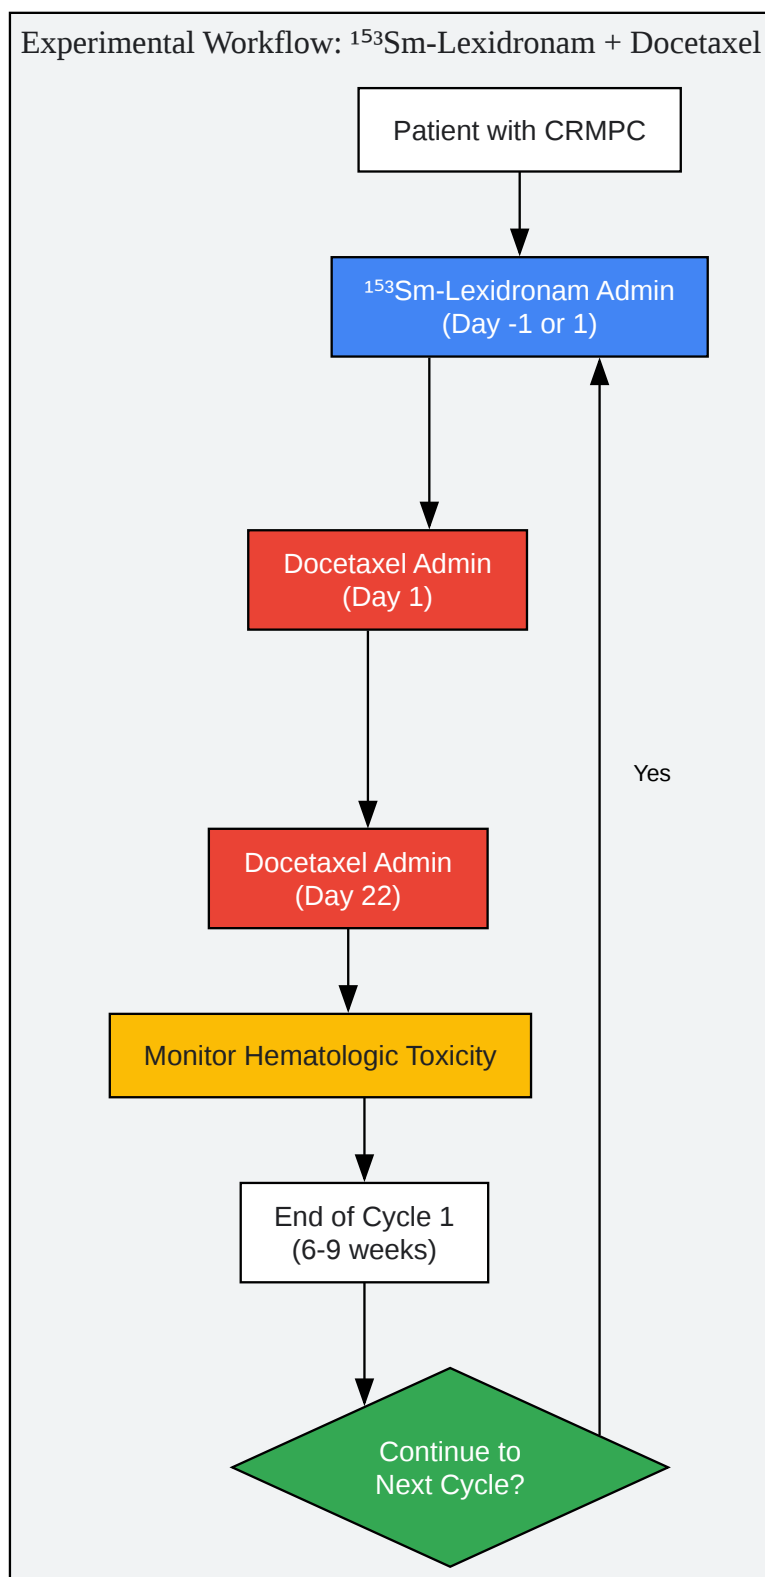 Experimental Workflow: ¹⁵³Sm-Lexidronam + Docetaxel
Patient with CRMPC
¹⁵³Sm-Lexidronam Admin
(Day -1 or 1)
Docetaxel Admin
(Day 1)
Yes
Docetaxel Admin
(Day 22)
Monitor Hematologic Toxicity
End of Cycle 1
(6-9 weeks)
Continue to
Next Cycle?